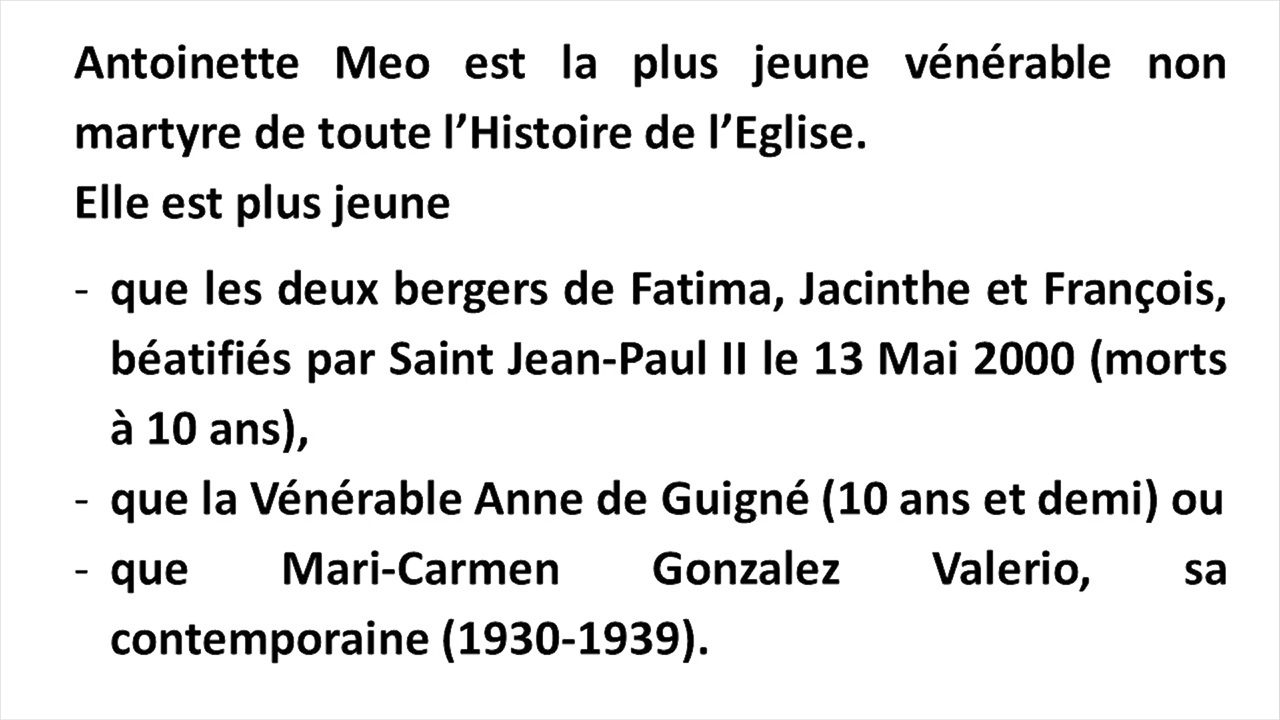 Antoinette Meo est la plus jeune vénérable non
martyre de toute l’Histoire de l’Eglise.
Elle est plus jeune
- que les deux bergers de Fatima, Jacinthe et François,
béatifiés par Saint Jean-Paul II le 13 Mai 2000 (morts
à 10 ans),
- que la Vénérable Anne de Guigné (10 ans et demi) ou
- que Mari-Carmen Gonzalez Valerio, sa
contemporaine (1930-1939).